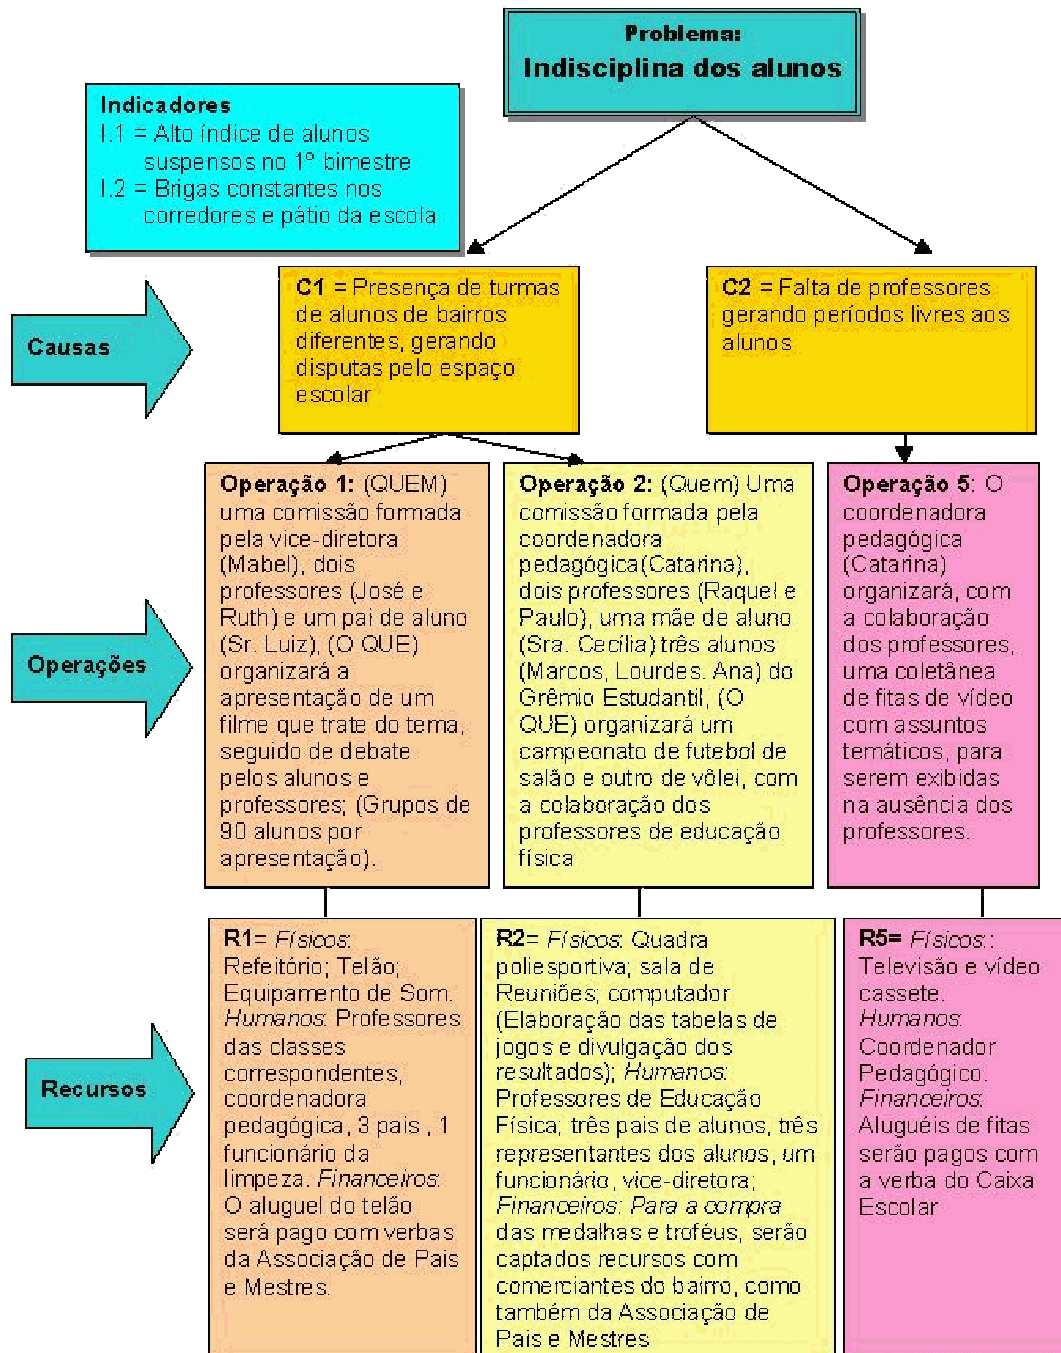 Problema:
Indisciplina dos alunos
Indicadores
I.1 = Alto índice de alunos
suspensos no 1º bimestre
I.2 = Brigas constantes nos
corredores e pátio da escola
Causas
C1 = Presença de turmas
de alunos de bairros
diferentes, gerando
disputas pelo espaço
escolar
C2 = Falta de professores
gerando períodos livres aos
alunos
Operações
Operação 1: (QUEM)
uma comissão formada
pela vice-diretora
(Mabel), dois
professores (José e
Ruth) e um pai de aluno
(Sr. Luiz), (O QUE)
organizará a
apresentação de um
filme que trate do tema,
seguido de debate
pelos alunos e
professores; (Grupos de
90 alunos por
apresentação).
Operação 2: (Quem) Uma
comissão formada pela
coordenadora
pedagógica(Catarina),
dois professores (Raquel e
Paulo), uma mãe de aluno
(Sra. Cecília) três alunos
(Marcos, Lourdes. Ana) do
Grêmio Estudantil, (O
QUE) organizará um
campeonato de futebol de
salão e outro de vôlei, com
a colaboração dos
professores de educação
física
Operação 5: O
coordenadora
pedagógica
(Catarina)
organizará, com
a colaboração
dos professores,
uma coletânea
de fitas de vídeo
com assuntos
temáticos, para
serem exibidas
na ausência dos
professores.
Recursos
R1= Físicos:
Refeitório; Telão;
Equipamento de Som.
Humanos: Professores
das classes
correspondentes,
coordenadora
pedagógica, 3 pais , 1
funcionário da
limpeza. Financeiros:
O aluguel do telão
será pago com verbas
da Associação de Pais
e Mestres.
R2= Físicos: Quadra
poliesportiva; sala de
Reuniões; computador
(Elaboração das tabelas de
jogos e divulgação dos
resultados); Humanos:
Professores de Educação
Física; três pais de alunos, três
representantes dos alunos, um
funcionário, vice-diretora;
Financeiros: Para a compra
das medalhas e troféus, serão
captados recursos com
comerciantes do bairro, como
também da Associação de
Pais e Mestres
R5= Físicos::
Televisão e vídeo
cassete.
Humanos:
Coordenador
Pedagógico.
Financeiros:
Aluguéis de fitas
serão pagos com
a verba do Caixa
Escolar